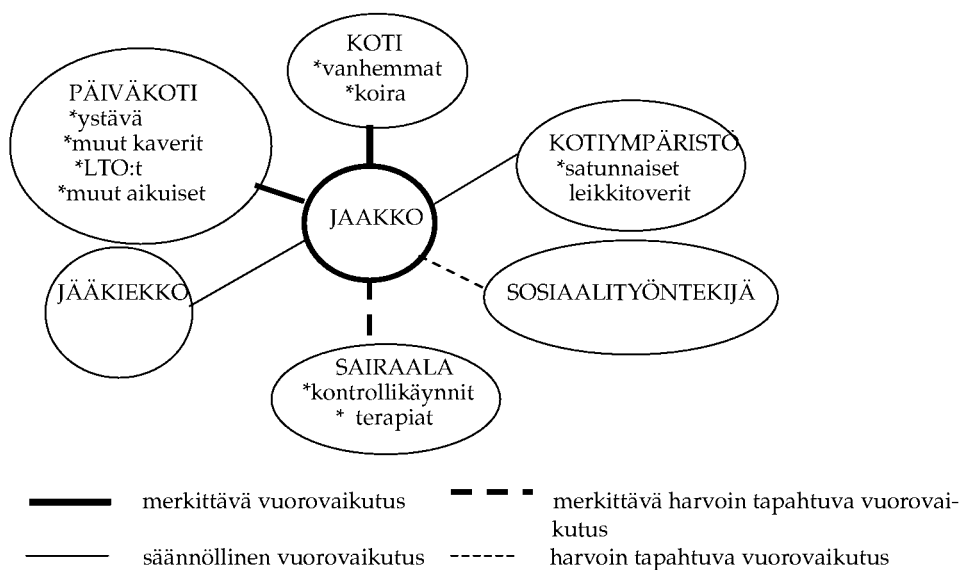 KOTI
*vanhemmat
*koira
PÄIVÄKOTI
*ystävä
*muut kaverit
*LTO:t
*muut aikuiset
KOTIYMPÄRISTÖ
*satunnaiset
leikkitoverit
JAAKKO
JÄÄKIEKKO
SOSIAALITYÖNTEKIJÄ
SAIRAALA
*kontrollikäynnit
* terapiat
merkittävä vuorovaikutus
merkittävä harvoin tapahtuva vuorovai-
kutus
säännöllinen vuorovaikutus
harvoin tapahtuva vuorovaikutus